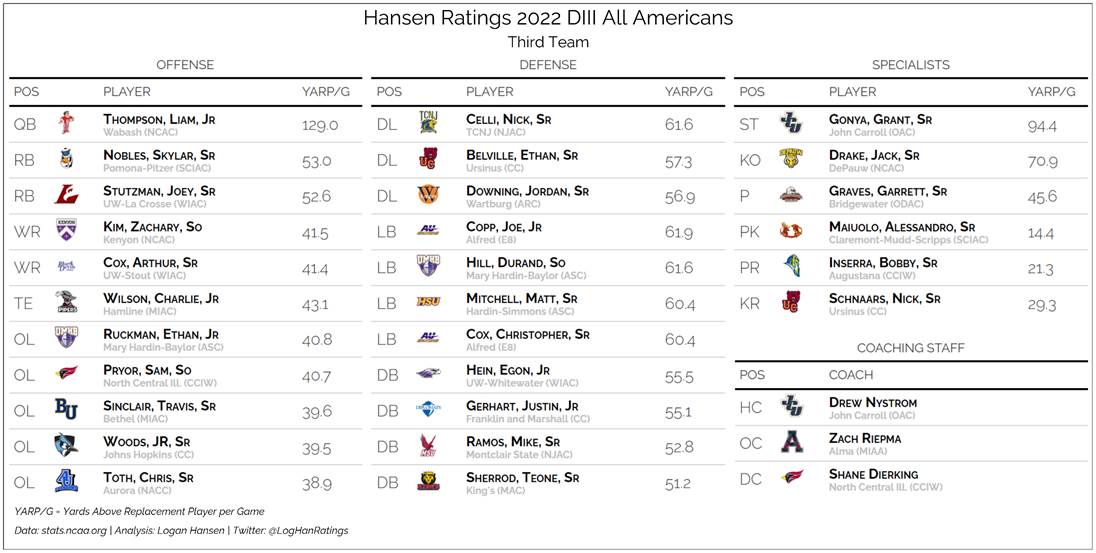 Hansen Ratings 2022 DIII All Americans
Third Team
OFFENSE
POS PLAYER YARP/G
QB Thompson, Liam, Jr 129.0
Wabash (NCAC)
RB Nobles, Skylar, Sr 53.0
Pomona-Pitzer (SCIAC)
RB Stutzman, Joey, Sr 52.6
UW-La Crosse (WIAC)
WR Kim, Zachary, So 41.5
Kenyon (NCAC)
WR Cox, Arthur, Sr 41.4
UW-Stout (WIAC)
TE Wilson, Charlie, Jr 43.1
Hamline (MIAC)
OL Ruckman, Ethan, Jr 40.8
Mary Hardin-Baylor (ASC)
OL Pryor, Sam, So 40.7
North Central Ill. (CCIW)
OL Sinclair, Travis, Sr 39.6
Bethel (MIAC)
OL Woods, JR, Sr 39.5
Johns Hopkins (CC)
OL Toth, Chris, Sr 38.9
Aurora (NACC)
DEFENSE
POS PLAYER YARP/G
DL Celli, Nick, Sr 61.6
TCNJ (NJAC)
DL Belville, Ethan, Sr 57.3
Ursinus (CC)
DL Downing, Jordan, Sr 56.9
Wartburg (ARC)
LB Copp, Joe, Jr 61.9
Alfred (E8)
LB Hill, Durand, So 61.6
Mary Hardin-Baylor (ASC)
LB Mitchell, Matt, Sr 60.4
Hardin-Simmons (ASC)
LB Cox, Christopher, Sr 60.4
Alfred (E8)
DB Hein, Egon, Jr 55.5
UW-Whitewater (WIAC)
DB Gerhart, Justin, Jr 55.1
Franklin and Marshall (CC)
DB Ramos, Mike, Sr 52.8
Montclair State (NJAC)
DB Sherrod, Teone, Sr 51.2
King's (MAC)
SPECIALISTS
POS PLAYER YARP/G
ST Gonya, Grant, Sr 94.4
John Carroll (OAC)
KO Drake, Jack, Sr 70.9
DePauw (NCAC)
P Graves, Garrett, Sr 45.6
Bridgewater (ODAC)
PK Maiuolo, Alessandro, Sr 14.4
Claremont-Mudd-Scripps (SCIAC)
PR Inserra, Bobby, Sr 21.3
Augustana (CCIW)
KR Schnaars, Nick, Sr 29.3
Ursinus (CC)
COACHING STAFF
POS COACH
HC Drew Nystrom
John Carroll (OAC)
OC Zach Riepma
Alma (MIAA)
DC Shane Dierking
North Central Ill. (CCIW)
YARP/G = Yards Above Replacement Player per Game
Data: stats.ncaa.org | Analysis: Logan Hansen | Twitter: @LogHanRatings